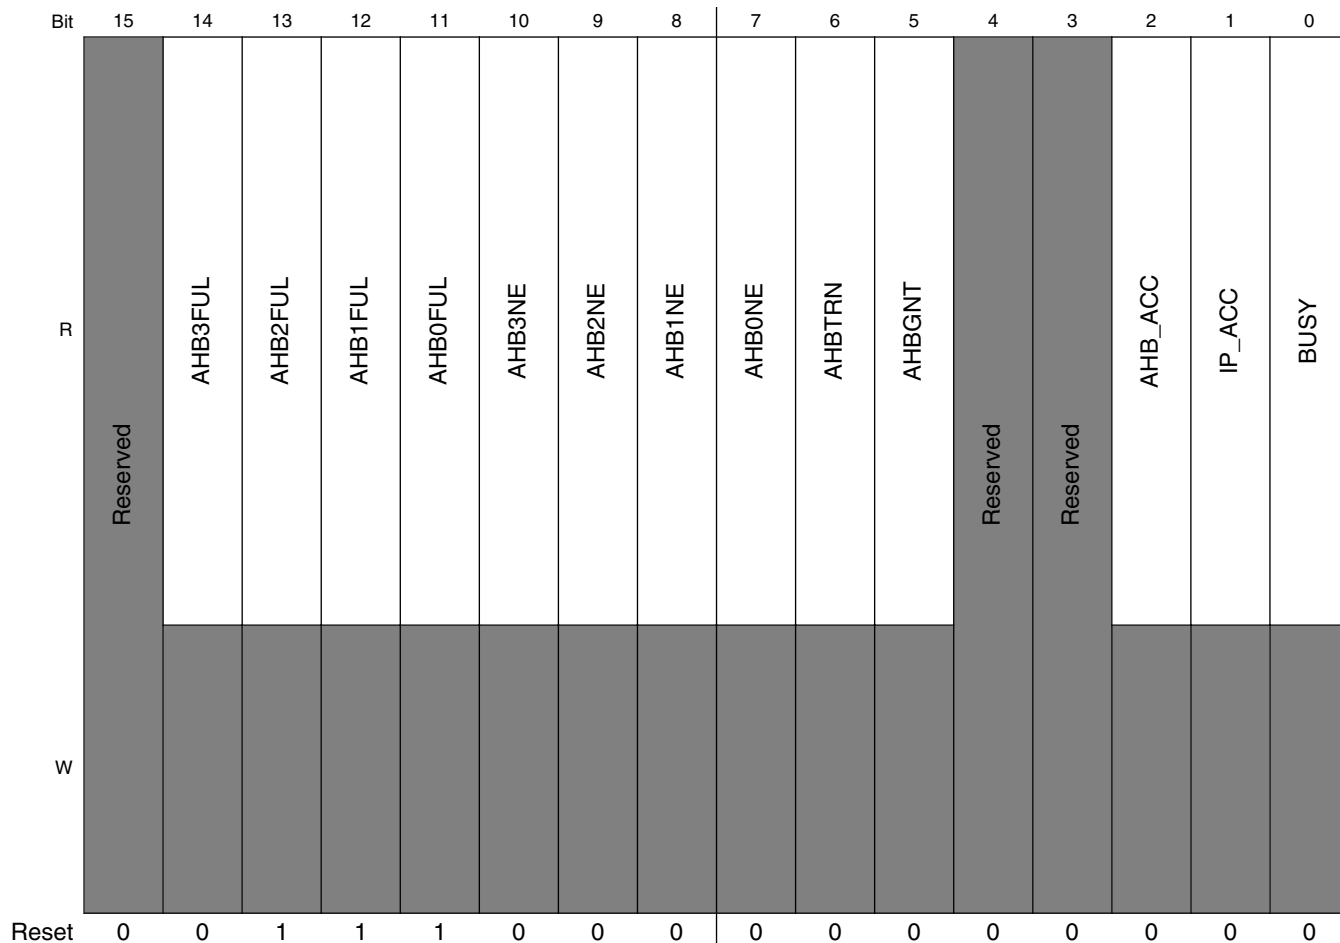 Bit 15 14 13 12 11 10 9 8 7 6 5 4 3 2 1 0
R Reserved AHB3FUL AHB2FUL AHB1FUL AHB0FUL AHB3NE AHB2NE AHB1NE AHB0NE AHBTRN AHBGNT Reserved Reserved AHB_ACC IP_ACC BUSY
W
Reset 0 0 1 1 1 0 0 0 0 0 0 0 0 0 0 0